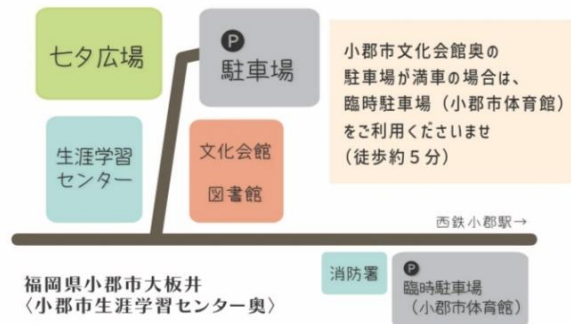 七夕広場
P
駐車場
小郡市文化会館奥の
駐車場が満車の場合は、
臨時駐車場（小郡市体育館）
をご利用くださいませ
（徒歩約５分）
生涯学習
センター
文化会館
図書館
西鉄小郡駅→
福岡県小郡市大板井
〈小郡市生涯学習センター奥〉
消防署
P
臨時駐車場
（小郡市体育館）